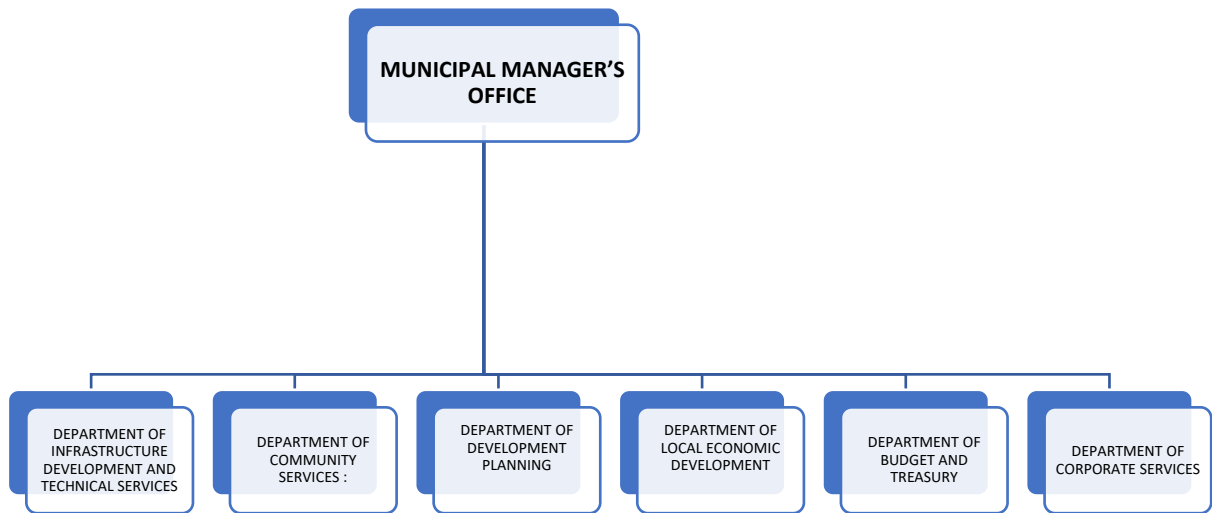 MUNICIPAL MANAGER’S
OFFICE
DEPARTMENT OF
INFRASTRUCTURE
DEVELOPMENT AND
TECHNICAL SERVICES
DEPARTMENT OF
COMMUNITY
SERVICES :
DEPARTMENT OF
DEVELOPMENT
PLANNING
DEPARTMENT OF
LOCAL ECONOMIC
DEVELOPMENT
DEPARTMENT OF
BUDGET AND
TREASURY
DEPARTMENT OF
CORPORATE SERVICES